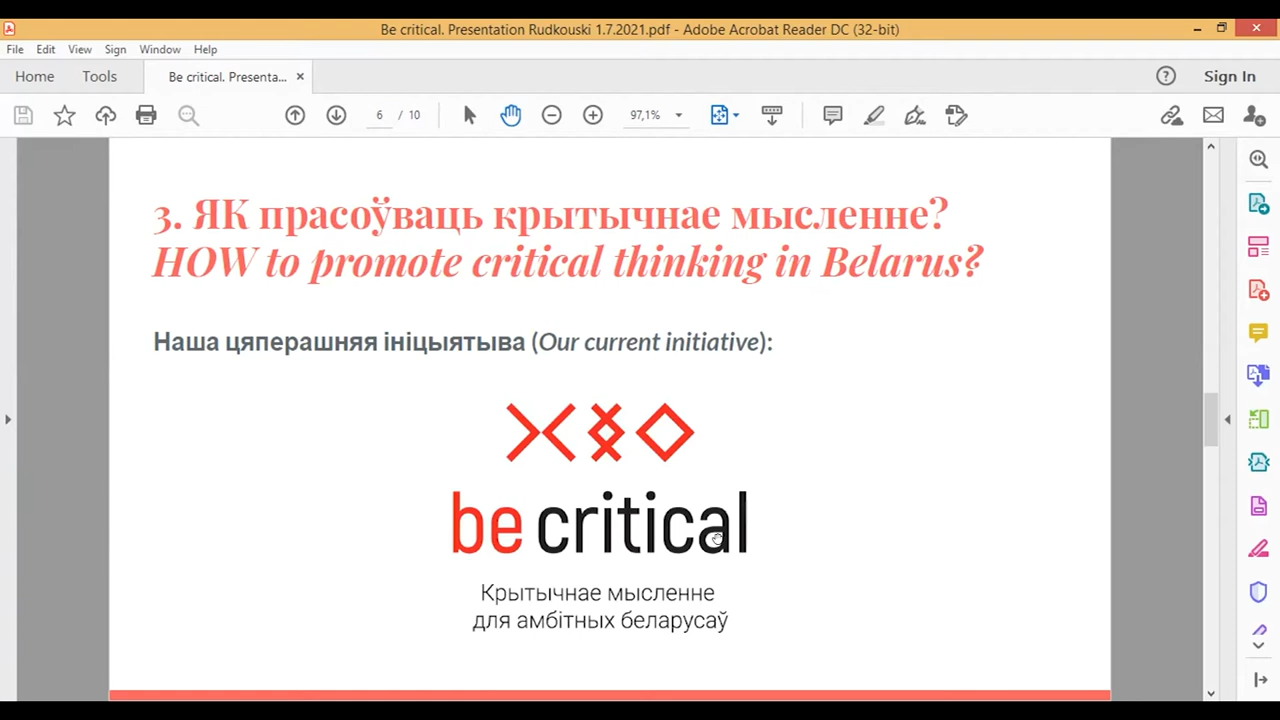 Be critical. Presentation Rudkouski 1.7.2021.pdf - Adobe Acrobat Reader DC (32-bit)
File Edit View Sign Window Help
Home Tools Be critical. Presenta... × Sign In
6 / 10 97,1%
3. ЯК прасоўваць крытычнае мысленне?
HOW to promote critical thinking in Belarus?
Наша цяперашняя ініцыятыва (Our current initiative):
be critical
Крытычнае мысленне
для амбітных беларусаў